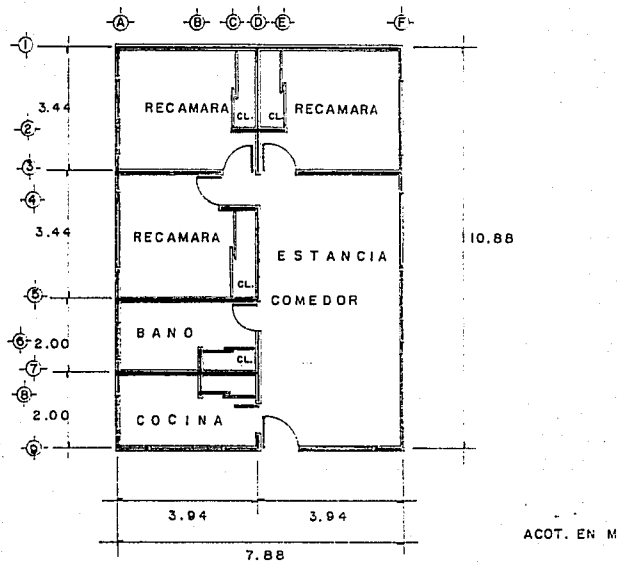 A B C D E F
1
RECAMARA CL. CL. RECAMARA
3.44
2
3
4
3.44
RECAMARA
ESTANCIA
CL.
5
COMEDOR
BANO
6 2.00
CL.
7
8
2.00
COCINA
9
10.88
3.94 3.94
7.88
ACOT. EN M